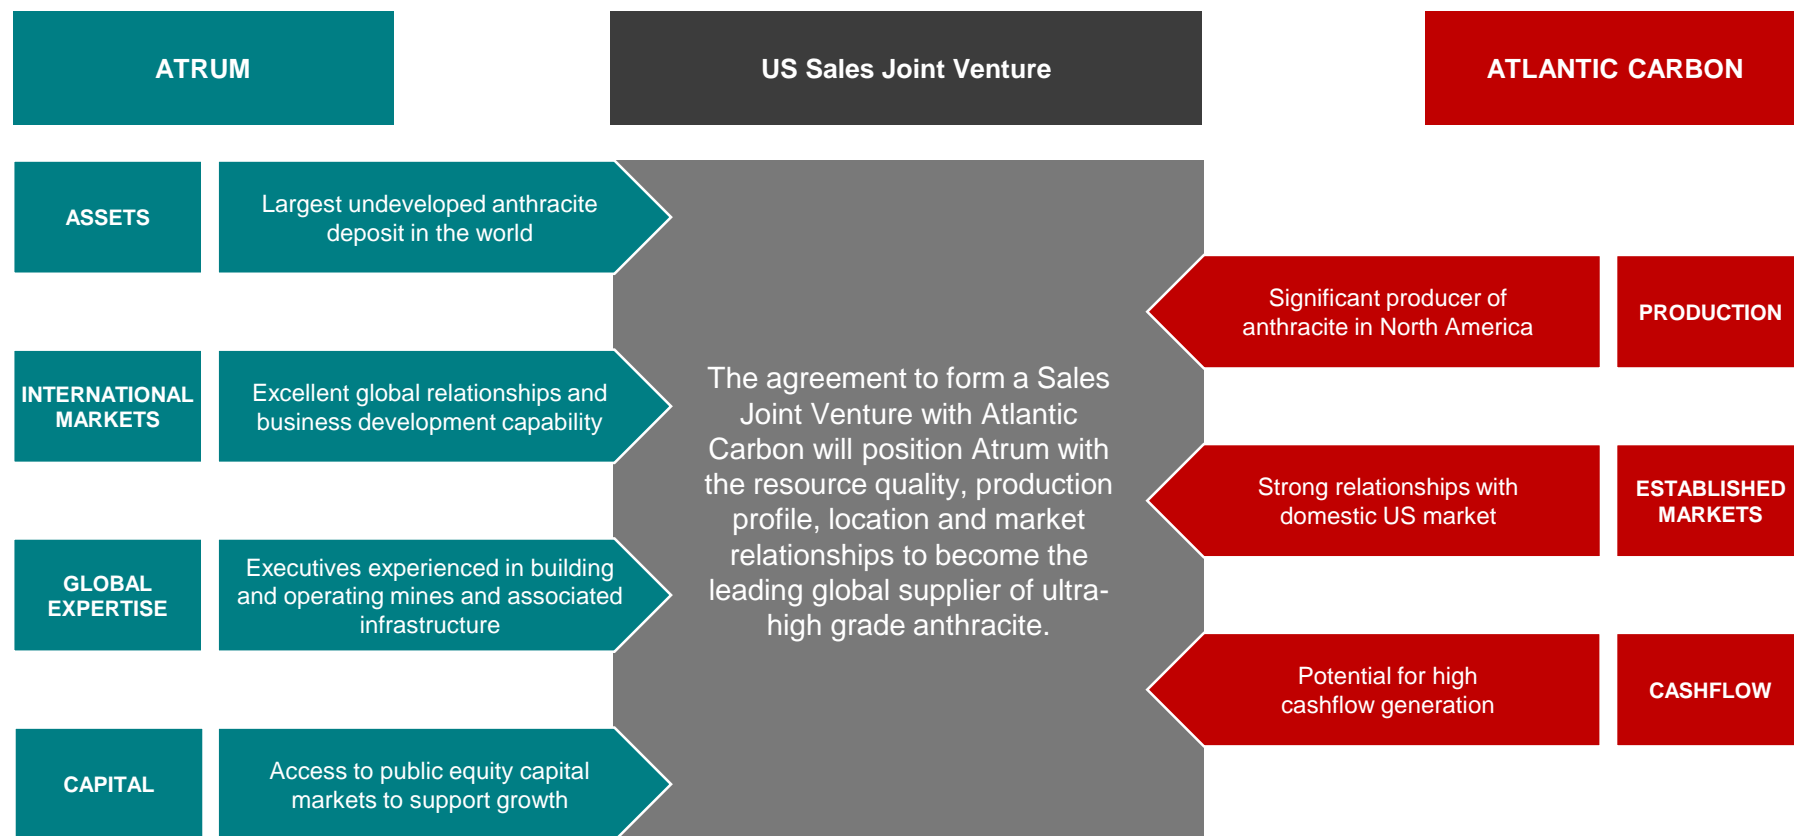 ATRUM
US Sales Joint Venture
ATLANTIC CARBON
ASSETS
Largest undeveloped anthracite
deposit in the world
INTERNATIONAL
MARKETS
Excellent global relationships and
business development capability
GLOBAL
EXPERTISE
Executives experienced in building
and operating mines and associated
infrastructure
CAPITAL
Access to public equity capital
markets to support growth
The agreement to form a Sales
Joint Venture with Atlantic
Carbon will position Atrum with
the resource quality, production
profile, location and market
relationships to become the
leading global supplier of ultra-
high grade anthracite.
Significant producer of
anthracite in North America
PRODUCTION
Strong relationships with
domestic US market
ESTABLISHED
MARKETS
Potential for high
cashflow generation
CASHFLOW